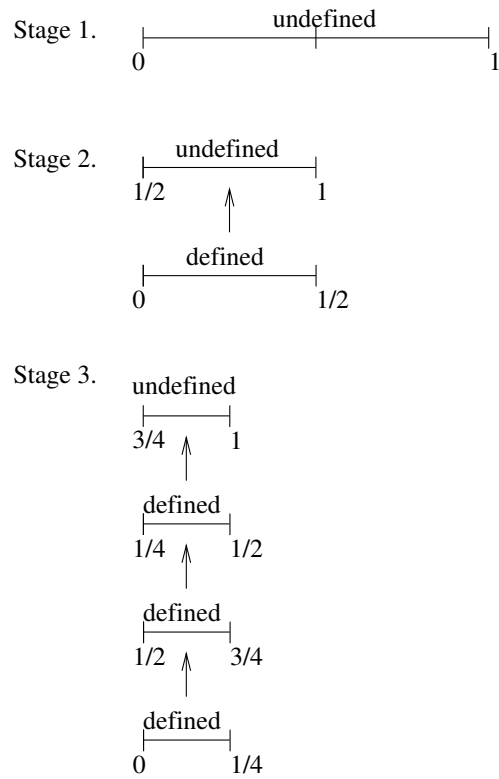 undefined
Stage 1.
0 1
Stage 2.
undefined
1/2 1
defined
0 1/2
Stage 3.
undefined
3/4 1
defined
1/4 1/2
defined
1/2 3/4
defined
0 1/4